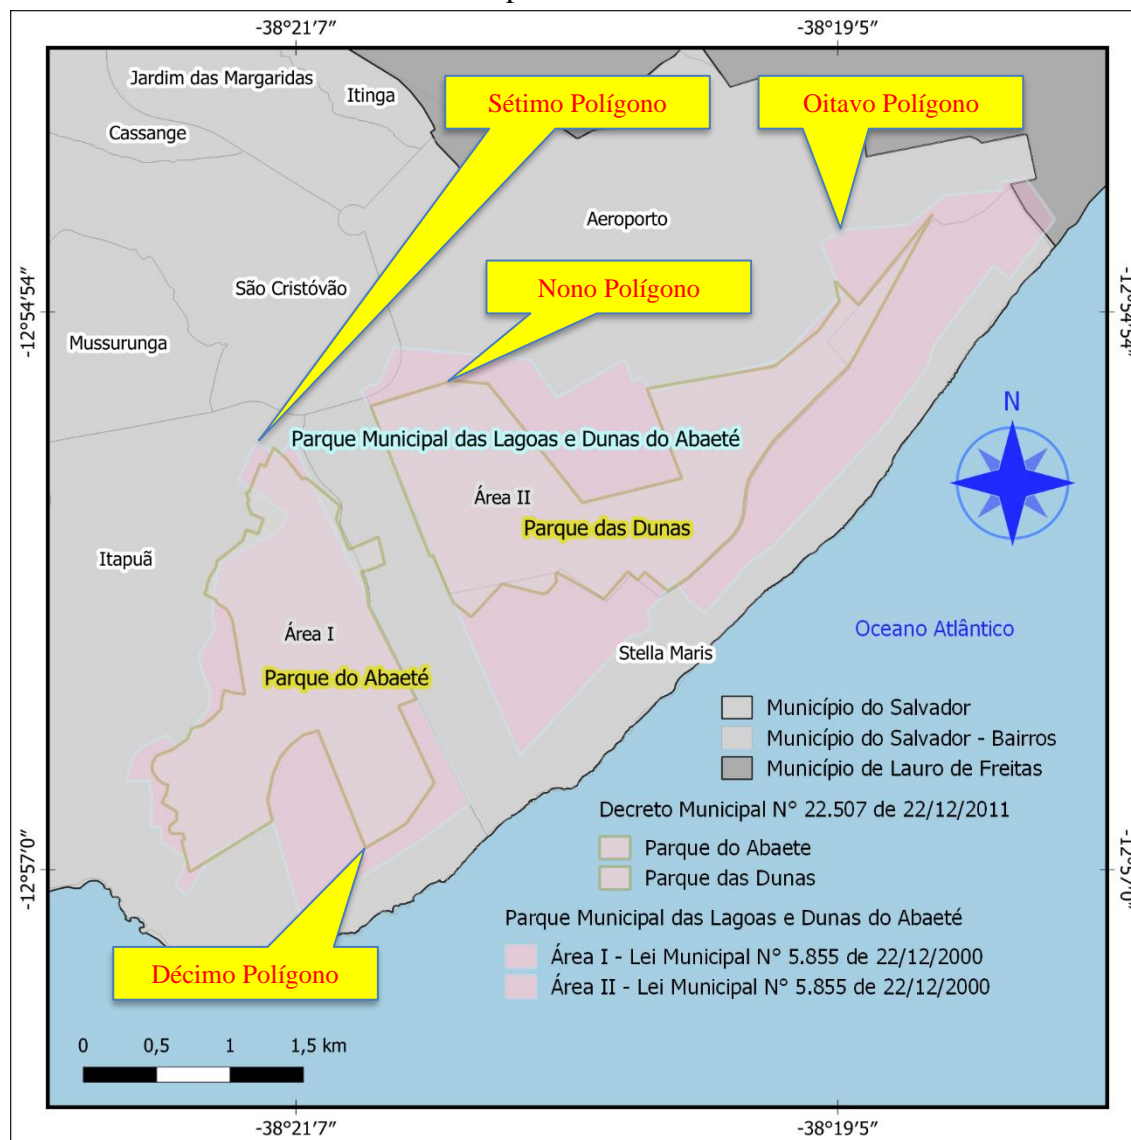 -38°21′7″
-38°19′5″
Jardim das Margaridas
Itinga
Cassange
Sétimo Polígono
Oitavo Polígono
Aeroporto
São Cristóvão
Nono Polígono
-12°54′54″
-12°54′54″
Mussurunga
Parque Municipal das Lagoas e Dunas do Abaeté
N
Área II
Parque das Dunas
Itapuã
Área I
Oceano Atlântico
Stella Maris
Parque do Abaeté
Município do Salvador
Município do Salvador - Bairros
Município de Lauro de Freitas
Decreto Municipal N° 22.507 de 22/12/2011
Parque do Abaete
Parque das Dunas
-12°57′0″
-12°57′0″
Parque Municipal das Lagoas e Dunas do Abaeté
Área I - Lei Municipal N° 5.855 de 22/12/2000
Área II - Lei Municipal N° 5.855 de 22/12/2000
Décimo Polígono
0 0,5 1 1,5 km
-38°21′7″
-38°19′5″